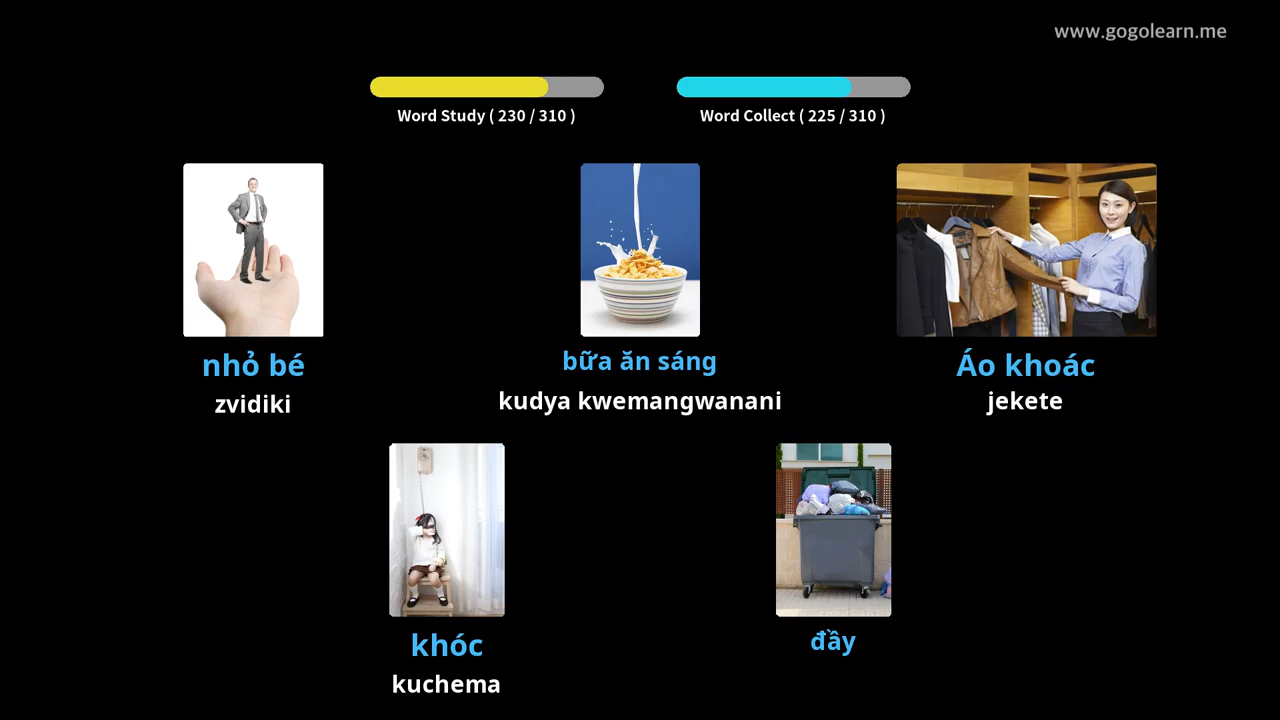 www.gogolearn.me
Word Study ( 230 / 310 )
Word Collect ( 225 / 310 )
nhỏ bé
zvidiki
bữa ăn sáng
kudya kwemangwanani
Áo khoác
jekete
khóc
kuchema
đầy